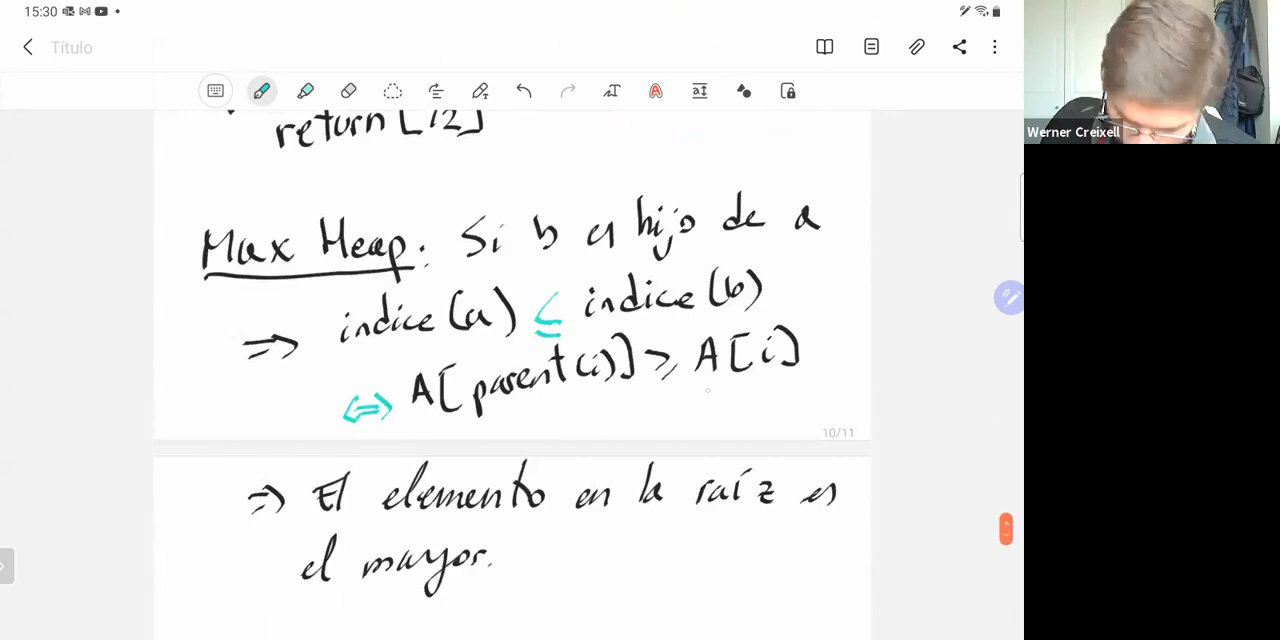 15:30
Título
return [12]
Max Heap: Si b es hijo de a
⇒ indice(a) ≤ indice(b)
⇔ A[parent(i)] ≥ A[i]
10/11
⇒ El elemento en la raíz es
el mayor.
Werner Creixell